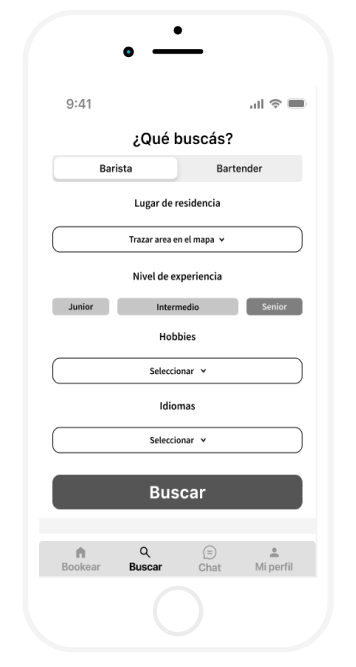 9:41
¿Qué buscás?
Barista Bartender
Lugar de residencia
Trazar area en el mapa
Nivel de experiencia
Junior Intermedio Senior
Hobbies
Seleccionar
Idiomas
Seleccionar
Buscar
Bookear Buscar Chat Mi perfil